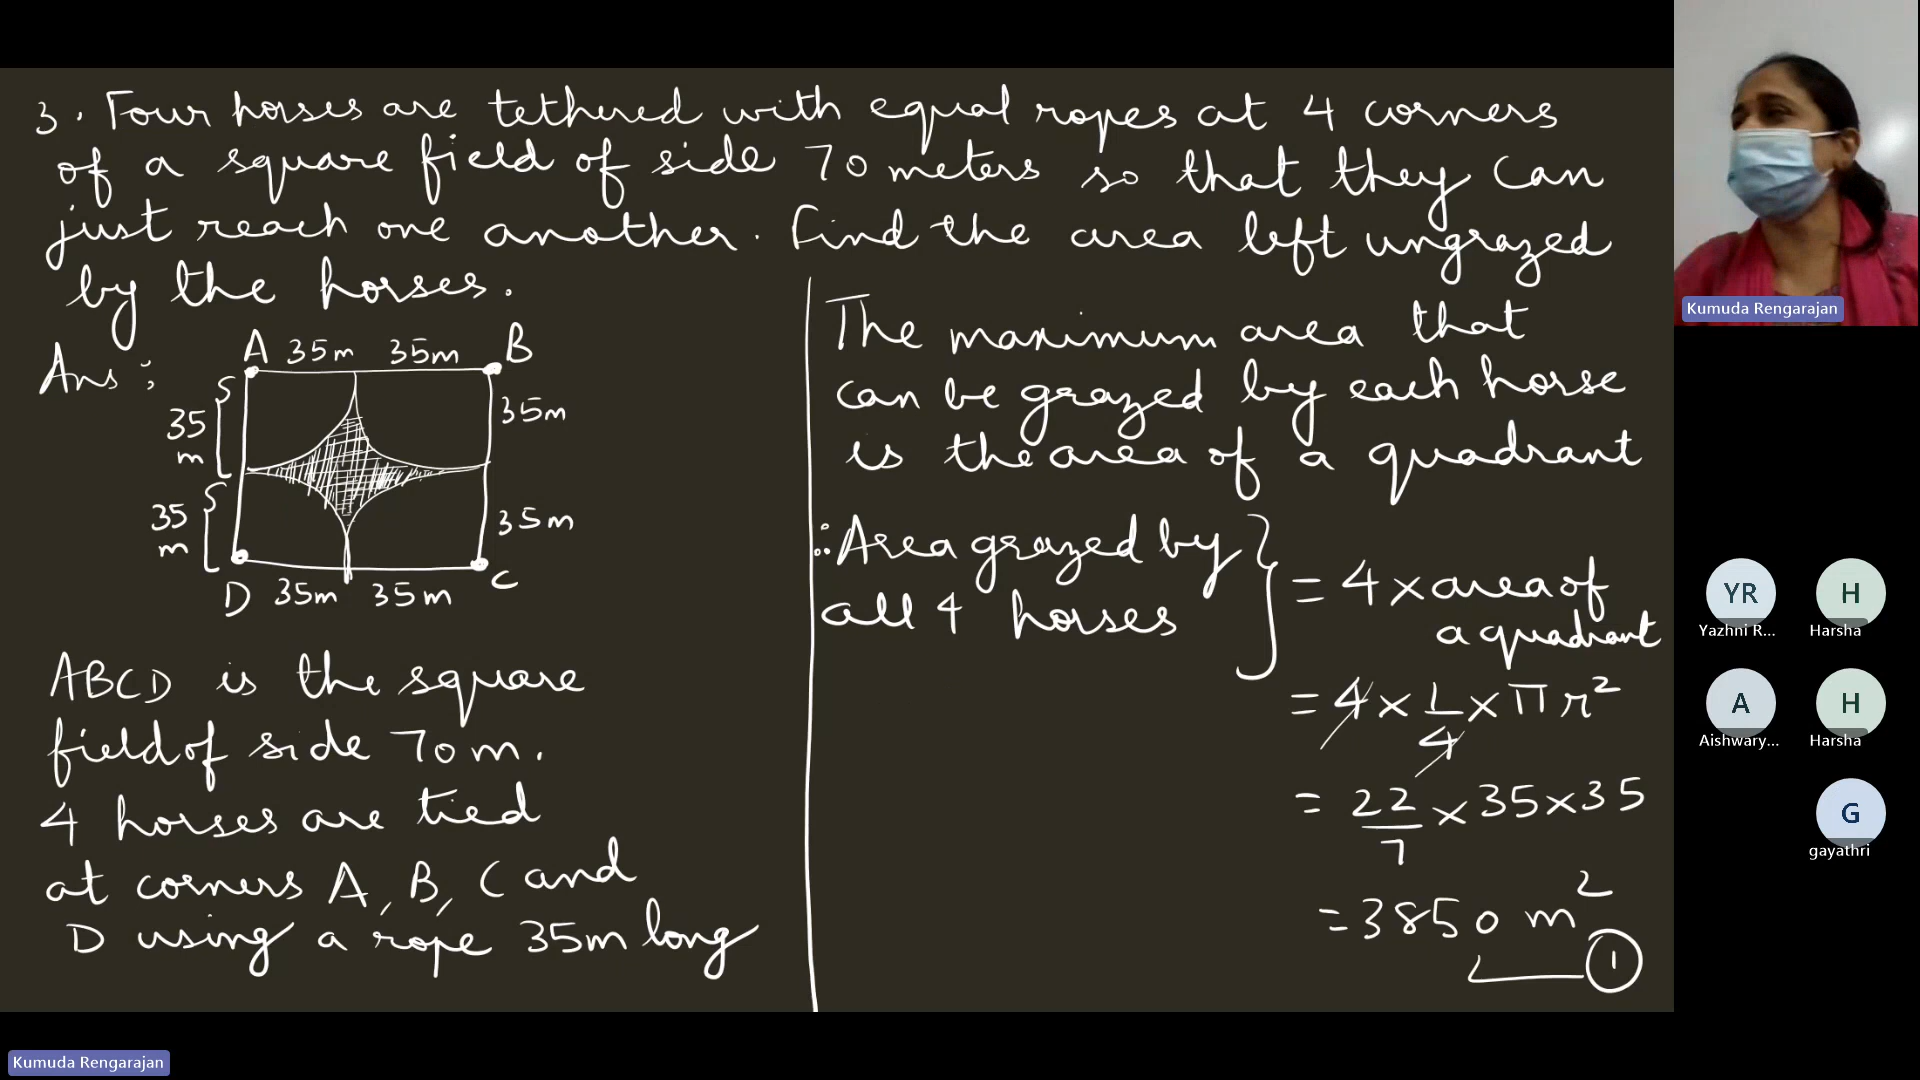 3. Four horses are tethered with equal ropes at 4 corners
of a square field of side 70 meters so that they can
just reach one another. Find the area left ungrazed
by the horses.
Ans:
A 35m 35m B
35
m
35m
35
m
35m
D 35m 35m C
ABCD is the square
field of side 70 m.
4 horses are tied
at corners A, B, C and
D using a rope 35m long
The maximum area that
can be grazed by each horse
is the area of a quadrant
∴ Area grazed by
all 4 horses
= 4 × area of
a quadrant
= 4 × 1/4 × π r²
= 22/7 × 35 × 35
= 3850 m²
1
Kumuda Rengarajan
YR
Yazhni R...
H
Harsha
A
Aishwary...
H
Harsha
G
gayathri
Kumuda Rengarajan